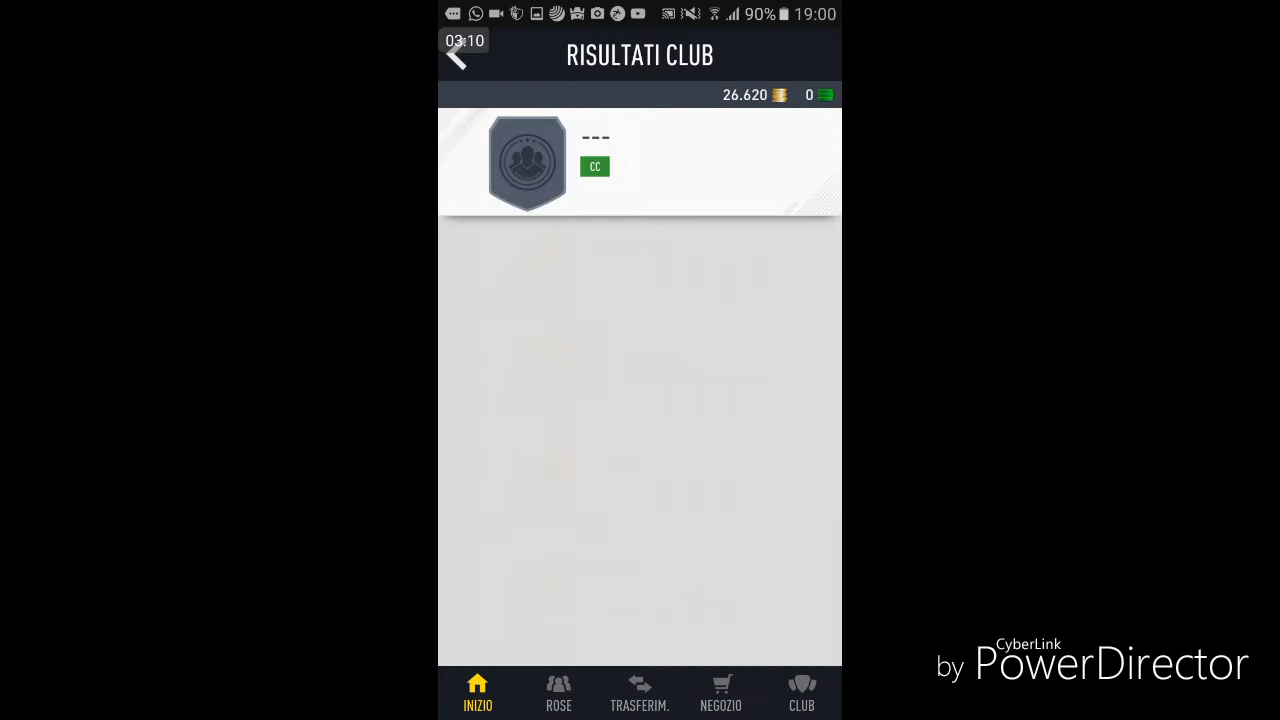 90% 19:00
03:10
RISULTATI CLUB
26.620 0
---
CC
INIZIO ROSE TRASFERIM. NEGOZIO CLUB
CyberLink
by PowerDirector